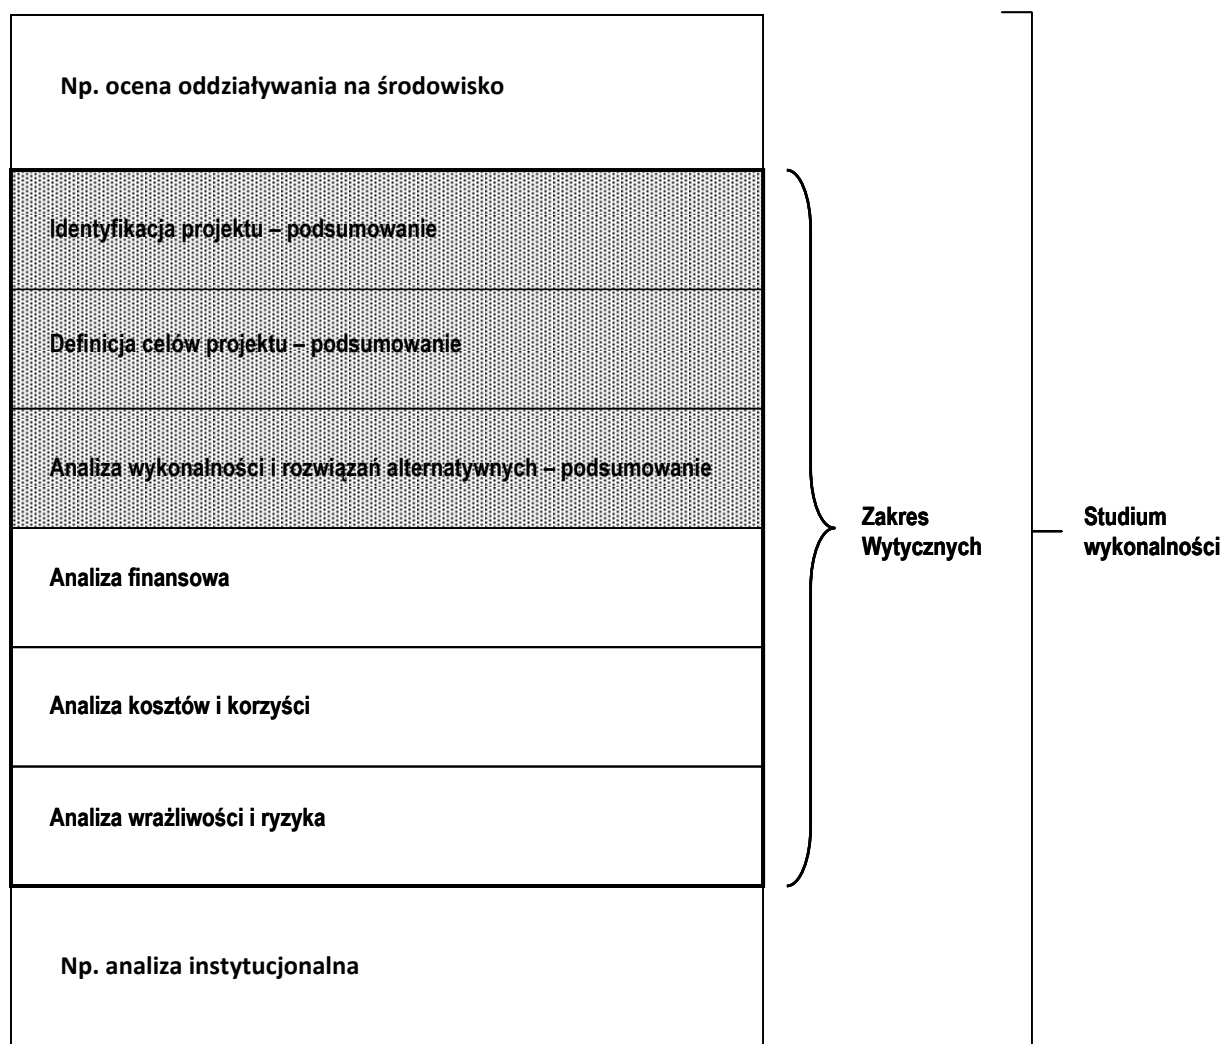 Np. ocena oddziaływania na środowisko
Identyfikacja projektu – podsumowanie
Definicja celów projektu – podsumowanie
Analiza wykonalności i rozwiązań alternatywnych – podsumowanie
Analiza finansowa
Analiza kosztów i korzyści
Analiza wrażliwości i ryzyka
Np. analiza instytucjonalna
Zakres
Wytycznych
Studium
wykonalności